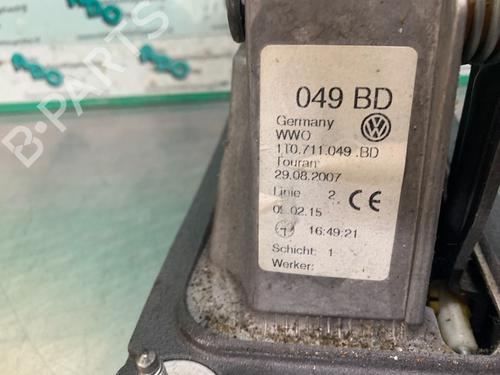 049 BD
Germany
WWO
1T0.711.049 .BD
Touran
29.08.2007
Linie 2
02.15
16:49:21
Schicht: 1
Werker:
B-Parts